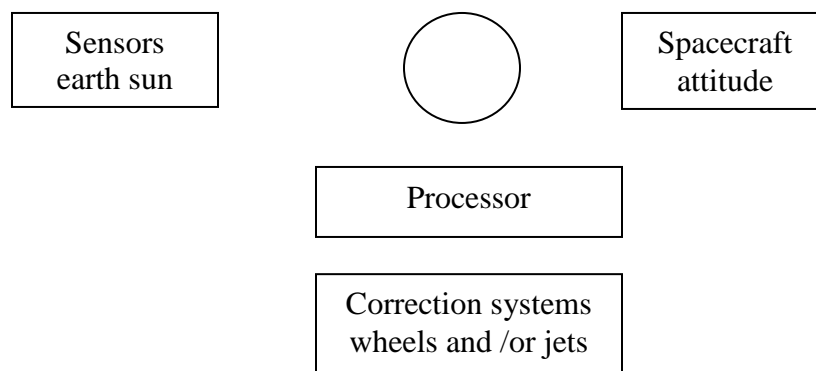 Sensors
earth sun
Spacecraft
attitude
Processor
Correction systems
wheels and /or jets